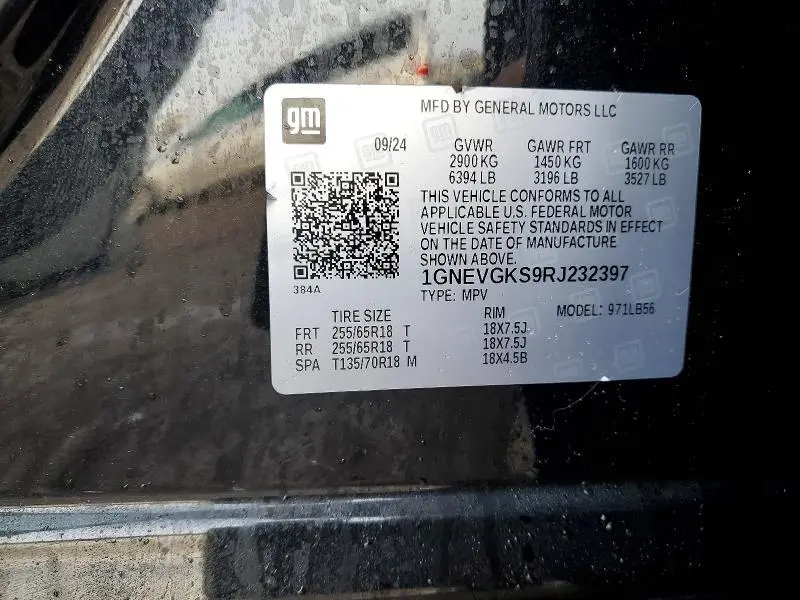 gm
MFD BY GENERAL MOTORS LLC
09/24 GVWR GAWR FRT GAWR RR
2900 KG 1450 KG 1600 KG
6394 LB 3196 LB 3527 LB
THIS VEHICLE CONFORMS TO ALL
APPLICABLE U.S. FEDERAL MOTOR
VEHICLE SAFETY STANDARDS IN EFFECT
ON THE DATE OF MANUFACTURE
SHOWN ABOVE.
1GNEVGKS9RJ232397
384A
TYPE: MPV
MODEL: 971LB56
TIRE SIZE RIM
FRT 255/65R18 T 18X7.5J
RR 255/65R18 T 18X7.5J
SPA T135/70R18 M 18X4.5B